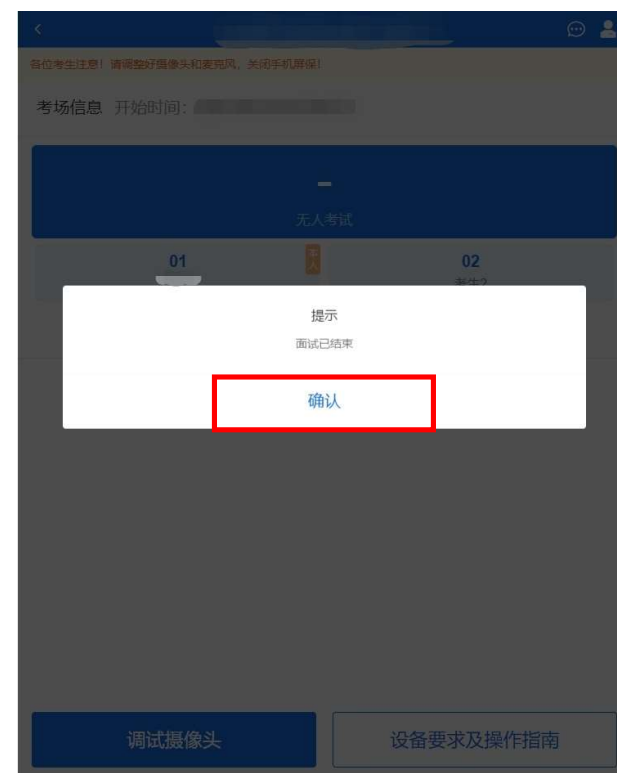 各位考生注意！请调整好摄像头和麦克风，关闭手机屏保！
考场信息 开始时间：
-
无人考试
01
本人
02
考生2
提示
面试已结束
确认
调试摄像头
设备要求及操作指南